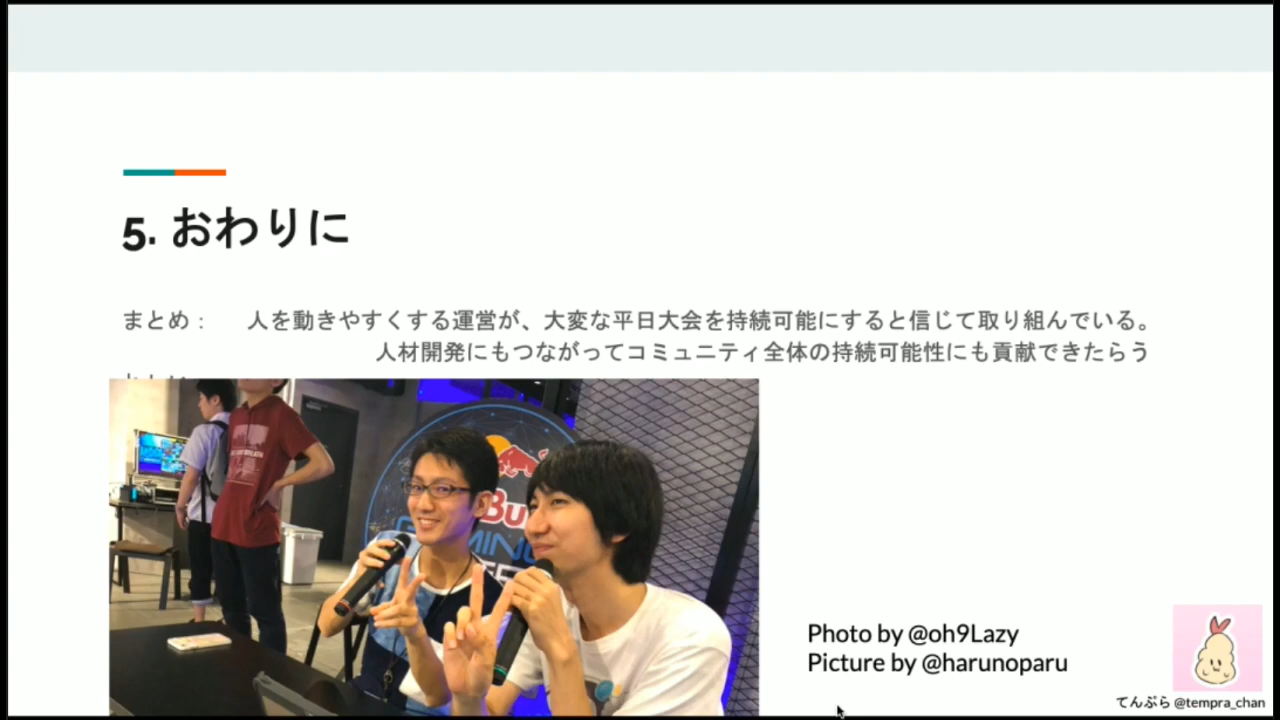 5. おわりに
まとめ： 人を動きやすくする運営が、大変な平日大会を持続可能にすると信じて取り組んでいる。
人材開発にもつながってコミュニティ全体の持続可能性にも貢献できたらう
Photo by @oh9Lazy
Picture by @harunoparu
てんぷら @tempra_chan